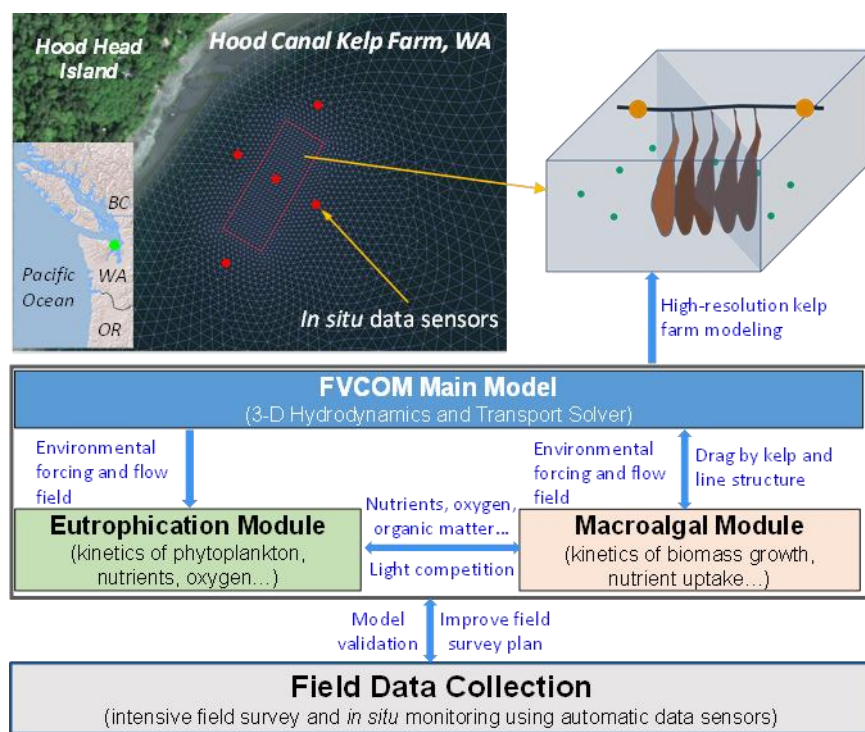 Hood Head
Island
Hood Canal Kelp Farm, WA
BC
Pacific
Ocean
WA
OR
In situ data sensors
High-resolution kelp
farm modeling
FVCOM Main Model
(3-D Hydrodynamics and Transport Solver)
Environmental
forcing and flow
field
Environmental
forcing and flow
field
Drag by kelp and
line structure
Nutrients, oxygen,
organic matter...
Light competition
Eutrophication Module
(kinetics of phytoplankton,
nutrients, oxygen…)
Macroalgal Module
(kinetics of biomass growth,
nutrient uptake…)
Model
validation
Improve field
survey plan
Field Data Collection
(intensive field survey and in situ monitoring using automatic data sensors)